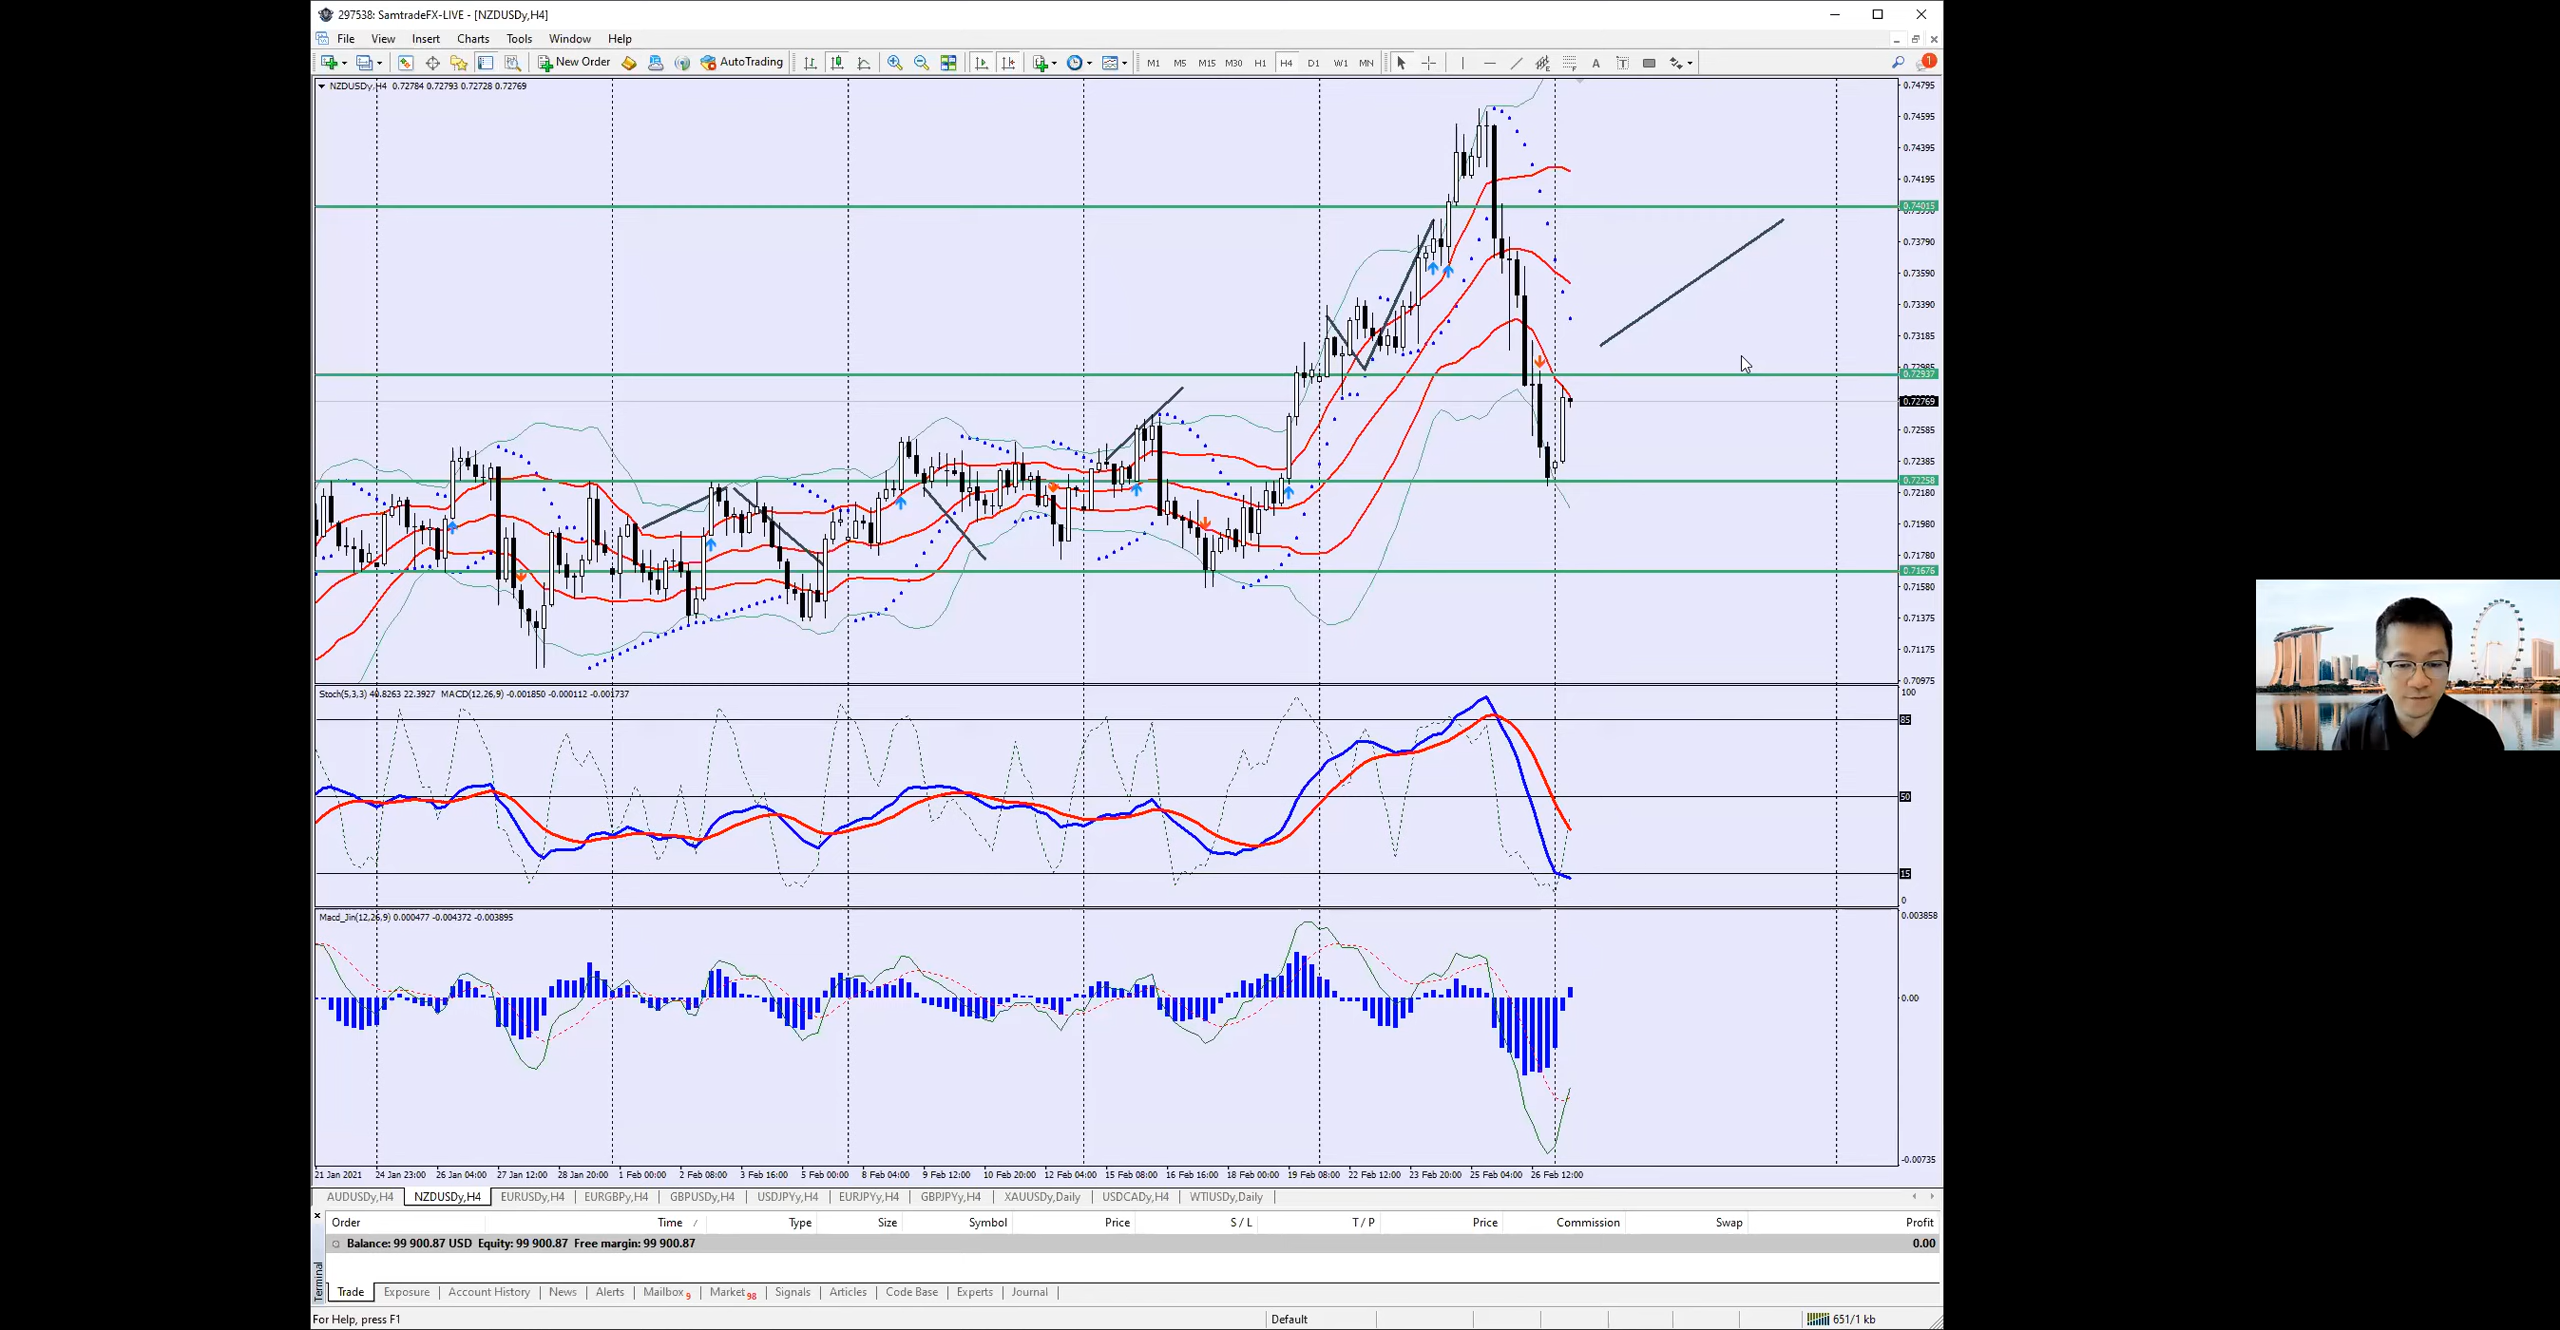 297538: SamtradeFX-LIVE - [NZDUSDy,H4]
File View Insert Charts Tools Window Help
New Order AutoTrading M1 M5 M15 M30 H1 H4 D1 W1 MN A T 1
NZDUSDy,H4 0.72784 0.72793 0.72728 0.72769
0.74795
0.74595
0.74395
0.74195
0.74015
0.73790
0.73590
0.73390
0.73185
0.72937
0.72769
0.72585
0.72385
0.72258
0.72180
0.71980
0.71780
0.71676
0.71580
0.71375
0.71175
0.70975
Stoch(5,3,3) 40.8263 22.3927 MACD(12,26,9) -0.001850 -0.000112 -0.001737
100
85
50
15
0
Macd_Jin(12,26,9) 0.000477 -0.004372 -0.003895
0.003858
0.00
-0.00735
21 Jan 2021 24 Jan 23:00 26 Jan 04:00 27 Jan 12:00 28 Jan 20:00 1 Feb 00:00 2 Feb 08:00 3 Feb 16:00 5 Feb 00:00 8 Feb 04:00 9 Feb 12:00 10 Feb 20:00 12 Feb 04:00 15 Feb 08:00 16 Feb 16:00 18 Feb 00:00 19 Feb 08:00 22 Feb 12:00 23 Feb 20:00 25 Feb 04:00 26 Feb 12:00
AUDUSDy,H4 NZDUSDy,H4 EURUSDy,H4 EURGBPy,H4 GBPUSDy,H4 USDJPYy,H4 EURJPYy,H4 GBPJPYy,H4 XAUUSDy,Daily USDCADy,H4 WTIUSDy,Daily
Order Time / Type Size Symbol Price S / L T / P Price Commission Swap Profit
Balance: 99 900.87 USD Equity: 99 900.87 Free margin: 99 900.87 0.00
Terminal
Trade Exposure Account History News Alerts Mailbox 9 Market 98 Signals Articles Code Base Experts Journal
For Help, press F1 Default 651/1 kb